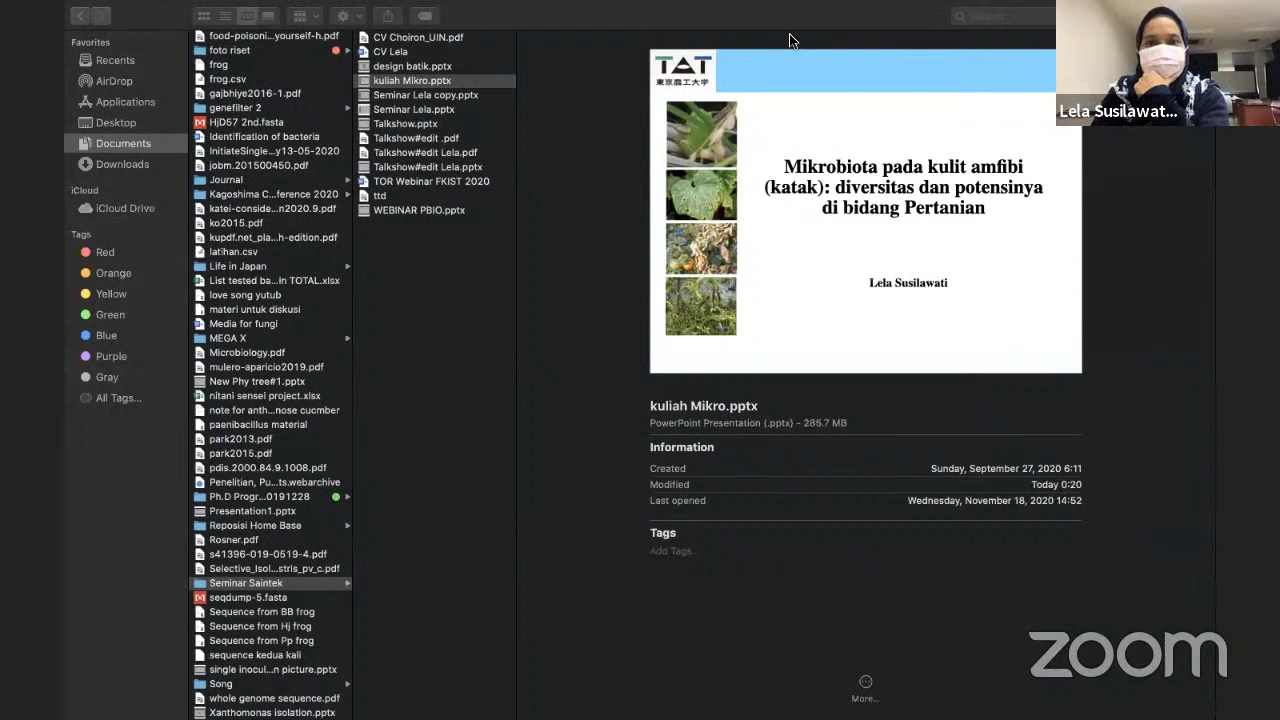 Search
Favorites
Recents
AirDrop
Applications
Desktop
Documents
Downloads
iCloud
iCloud Drive
Tags
Red
Orange
Yellow
Green
Blue
Purple
Gray
All Tags...
food-poisoni...yourself-h.pdf
foto riset
frog
frog.csv
gajbhiye2016-1.pdf
genefilter 2
HjD57 2nd.fasta
Identification of bacteria
InitiateSingle...y13-05-2020
jobm.201500450.pdf
Journal
Kagoshima C...ference 2020
katei-conside...n2020.9.pdf
ko2015.pdf
kupdf.net_pla...h-edition.pdf
latihan.csv
Life in Japan
List tested ba...in TOTAL.xlsx
love song yutub
materi untuk diskusi
Media for fungi
MEGA X
Microbiology.pdf
mulero-aparicio2019.pdf
New Phy tree#1.pptx
nitani sensei project.xlsx
note for anth...nose cucmber
paenibacillus material
park2013.pdf
park2015.pdf
pdis.2000.84.9.1008.pdf
Penelitian, Pu...ts.webarchive
Ph.D Progr...0191228
Presentation1.pptx
Reposisi Home Base
Rosner.pdf
s41396-019-0519-4.pdf
Selective_Isol...stris_pv_c.pdf
Seminar Saintek
seqdump-5.fasta
Sequence from BB frog
Sequence from Hj frog
Sequence from Pp frog
sequence kedua kali
single inocul...n picture.pptx
Song
whole genome sequence.pdf
Xanthomonas isolation.pptx
CV Choiron_UIN.pdf
CV Lela
design batik.pptx
kuliah Mikro.pptx
Seminar Lela copy.pptx
Seminar Lela.pptx
Talkshow.pptx
Talkshow#edit .pdf
Talkshow#edit Lela.pdf
Talkshow#edit Lela.pptx
TOR Webinar FKIST 2020
ttd
WEBINAR PBIO.pptx
TAT
東京農工大学
Mikrobiota pada kulit amfibi
(katak): diversitas dan potensinya
di bidang Pertanian
Lela Susilawati
kuliah Mikro.pptx
PowerPoint Presentation (.pptx) - 285.7 MB
Information
Created Sunday, September 27, 2020 6:11
Modified Today 0:20
Last opened Wednesday, November 18, 2020 14:52
Tags
Add Tags...
More...
Lela Susilawat...
zoom